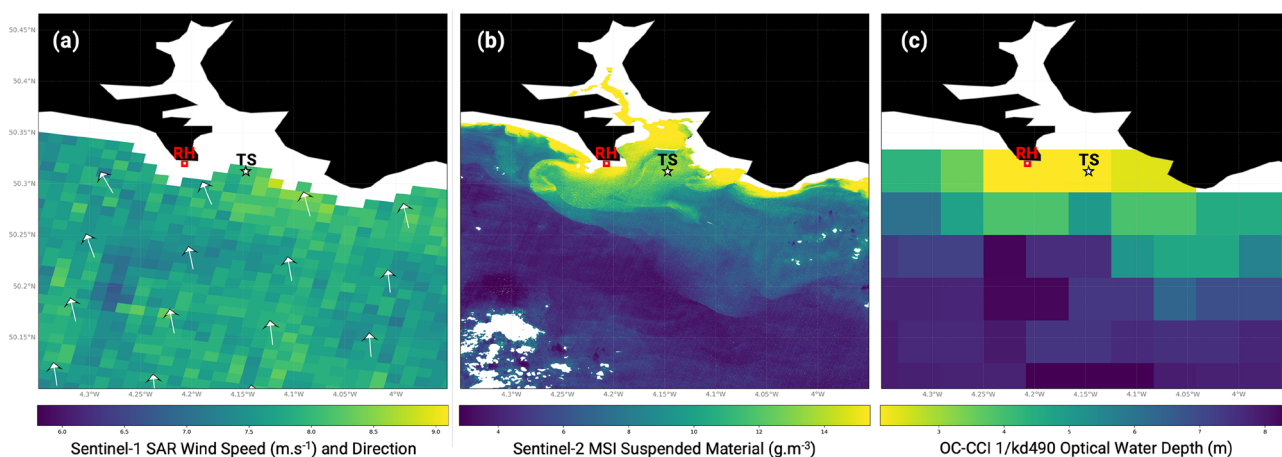 (a)
(b)
(c)
50.45°N
50.4°N
50.35°N
50.3°N
50.25°N
50.2°N
50.15°N
RH
TS
RH
TS
RH
TS
4.3°W 4.25°W 4.2°W 4.15°W 4.1°W 4.05°W 4°W
4.3°W 4.25°W 4.2°W 4.15°W 4.1°W 4.05°W 4°W
4.3°W 4.25°W 4.2°W 4.15°W 4.1°W 4.05°W 4°W
6.0 6.5 7.0 7.5 8.0 8.5 9.0
4 6 8 10 12 14
3 4 5 6 7 8
Sentinel-1 SAR Wind Speed (m.s⁻¹) and Direction
Sentinel-2 MSI Suspended Material (g.m⁻³)
OC-CCI 1/kd490 Optical Water Depth (m)